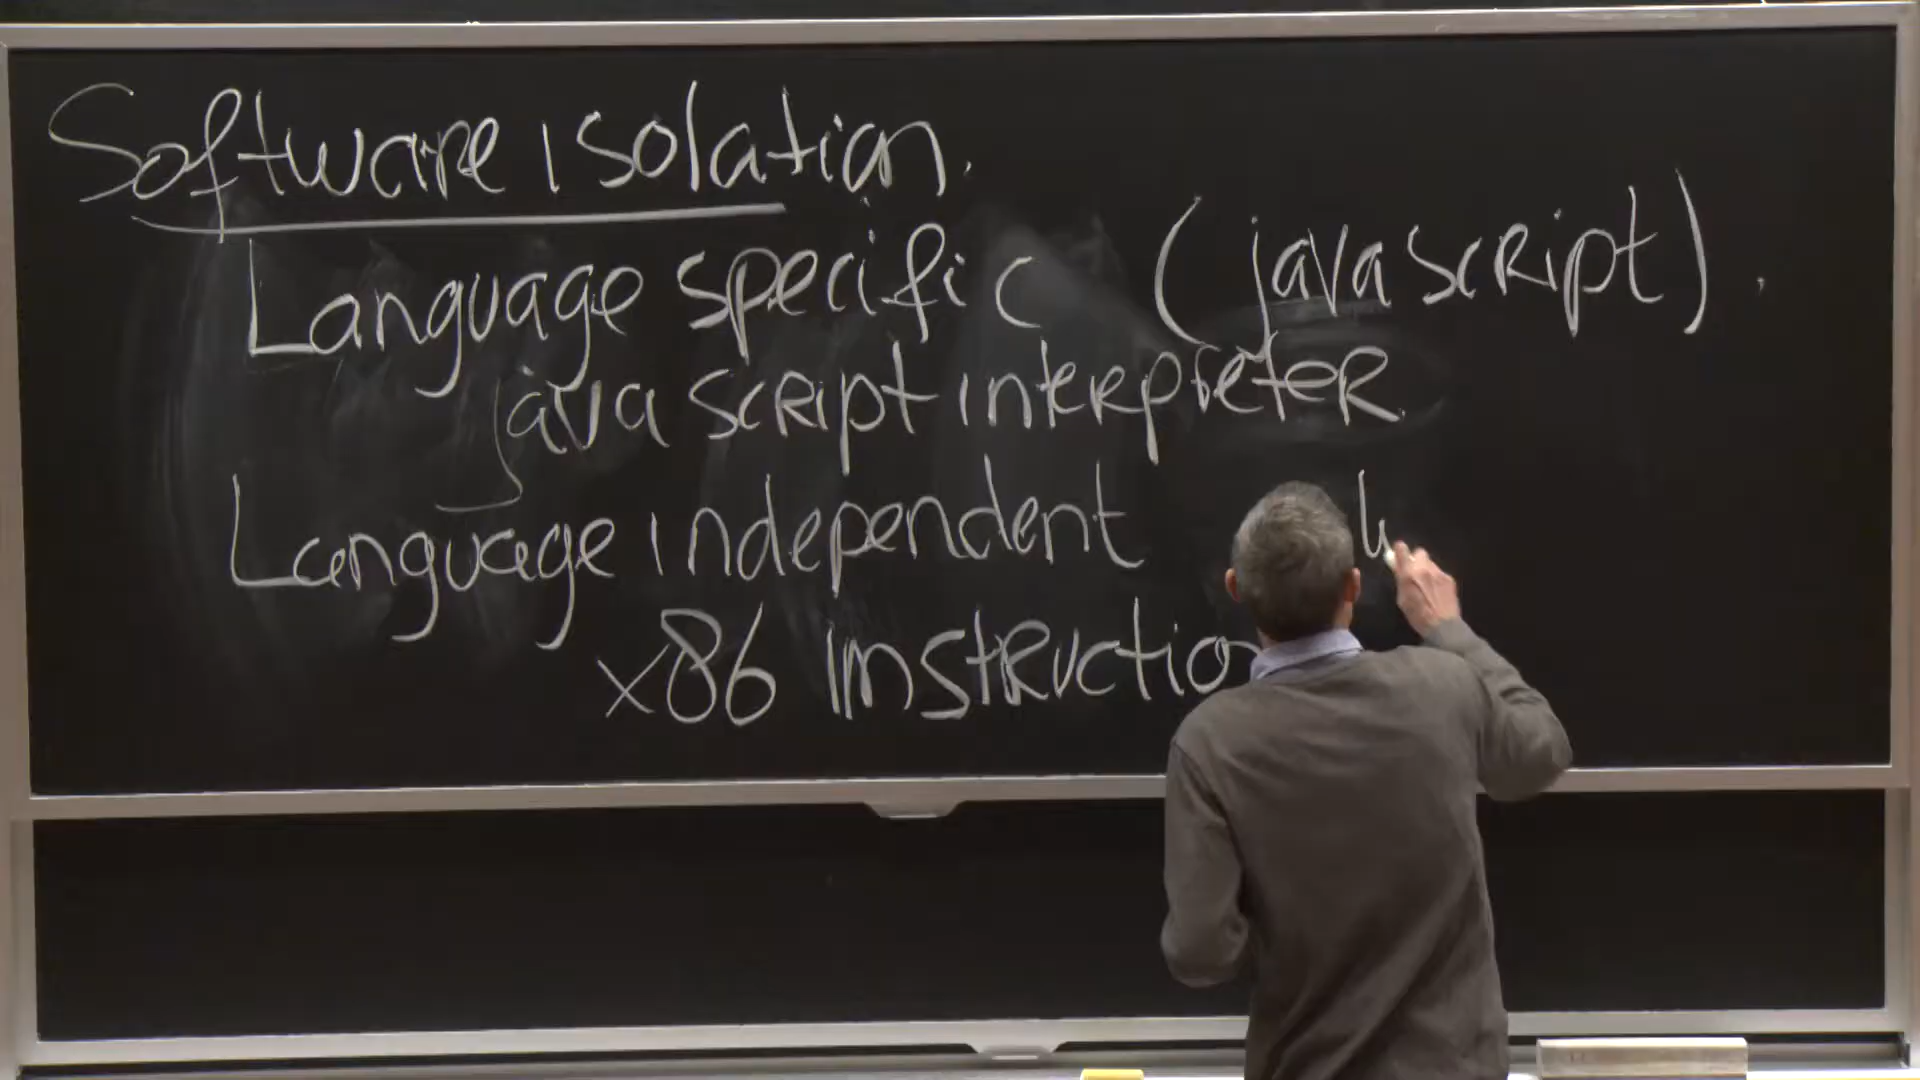 Software isolation.
Language specific (javascript).
javascript interpreter
Language independent
x86 instruction